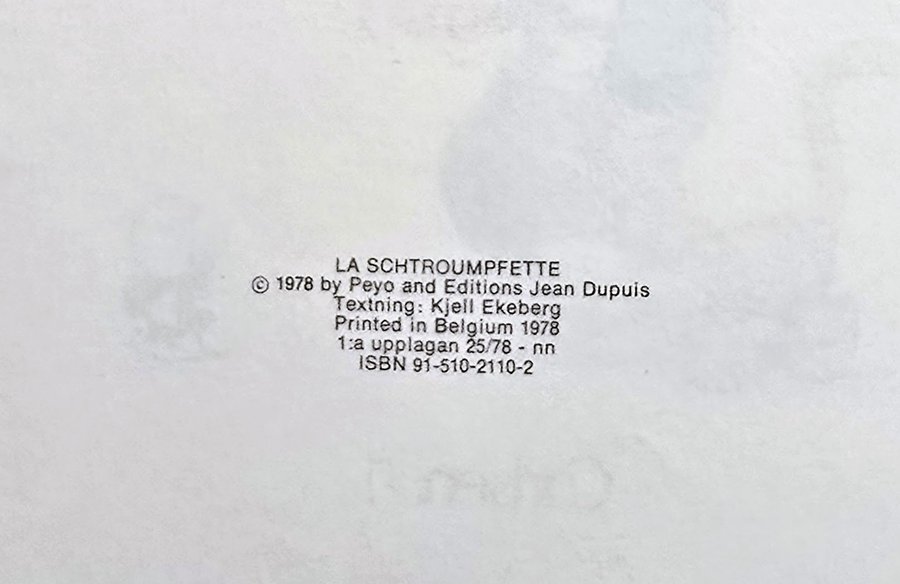 LA SCHTROUMPFETTE
© 1978 by Peyo and Editions Jean Dupuis
Textning: Kjell Ekeberg
Printed in Belgium 1978
1:a upplagan 25/78 - nn
ISBN 91-510-2110-2